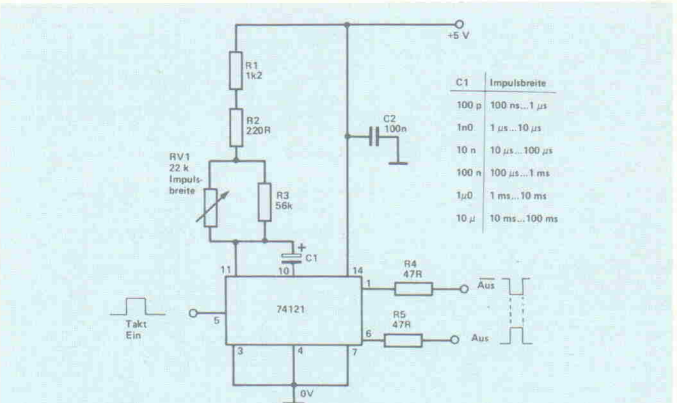 +5 V
R1
1k2
R2
220R
RV1
22 k
Impuls-
breite
R3
56k
C2
100n
C1 Impulsbreite
100 p 100 ns...1 µs
1n0 1 µs...10 µs
10 n 10 µs...100 µs
100 n 100 µs...1 ms
1µ0 1 ms...10 ms
10 µ 10 ms...100 ms
+
C1
11
10
14
1
R4
47R
Aus
74121
5
Takt
Ein
6
R5
47R
Aus
3
4
7
0V